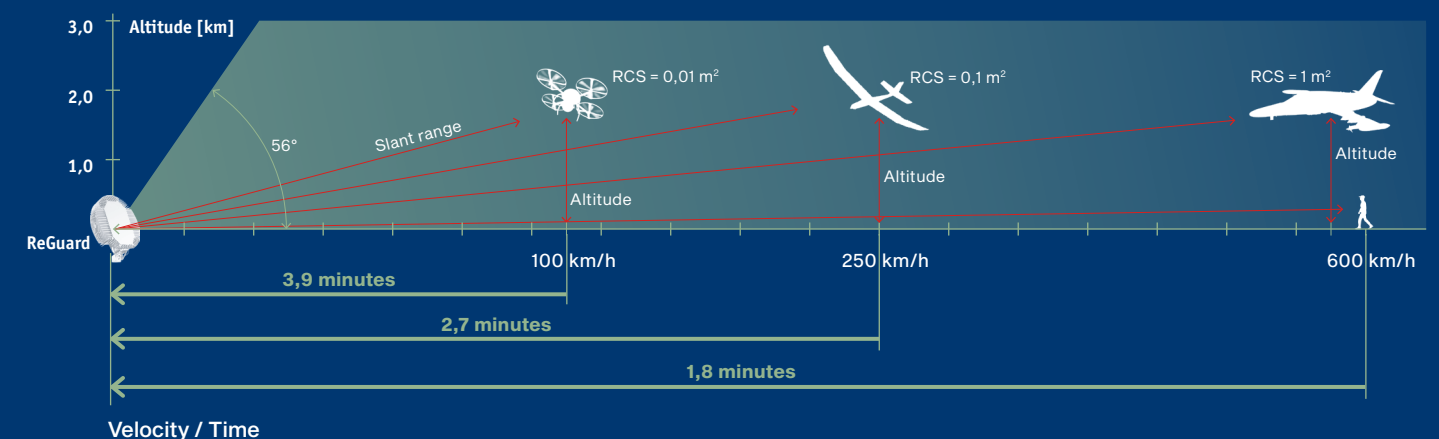 3,0
Altitude [km]
2,0
1,0
ReGuard
56°
Slant range
RCS = 0,01 m²
RCS = 0,1 m²
RCS = 1 m²
Altitude
Altitude
Altitude
100 km/h
250 km/h
600 km/h
3,9 minutes
2,7 minutes
1,8 minutes
Velocity / Time